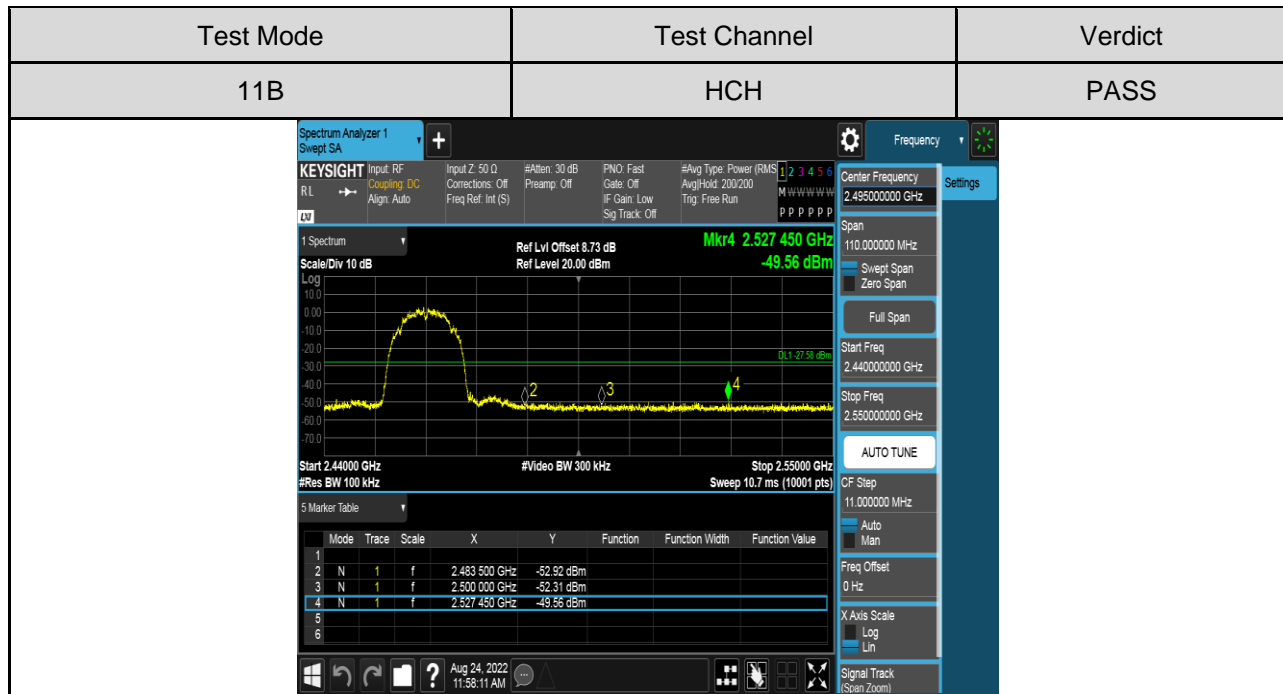 Test Mode Test Channel Verdict
11B HCH PASS
Spectrum Analyzer 1
Swept SA
+
Frequency
KEYSIGHT Input: RF Input Z: 50 Ω #Atten: 30 dB PNO: Fast #Avg Type: Power (RMS 1 2 3 4 5 6
RL Coupling: DC Corrections: Off Preamp: Off Gate: Off Avg|Hold: 200/200 M W W W W W
Align: Auto Freq Ref: Int (S) IF Gain: Low Trig: Free Run
LXI Sig Track: Off P P P P P P
1 Spectrum
Scale/Div 10 dB
Ref Lvl Offset 8.73 dB
Ref Level 20.00 dBm
Mkr4 2.527 450 GHz
-49.56 dBm
Log
10.0
0.00
-10.0
-20.0
DL1 -27.58 dBm
-30.0
-40.0
2 3 4
-50.0
-60.0
-70.0
Start 2.44000 GHz #Video BW 300 kHz Stop 2.55000 GHz
#Res BW 100 kHz Sweep 10.7 ms (10001 pts)
5 Marker Table
Mode Trace Scale X Y Function Function Width Function Value
1
2 N 1 f 2.483 500 GHz -52.92 dBm
3 N 1 f 2.500 000 GHz -52.31 dBm
4 N 1 f 2.527 450 GHz -49.56 dBm
5
6
Aug 24, 2022
11:58:11 AM
?
Center Frequency
2.495000000 GHz
Settings
Span
110.000000 MHz
Swept Span
Zero Span
Full Span
Start Freq
2.440000000 GHz
Stop Freq
2.550000000 GHz
AUTO TUNE
CF Step
11.000000 MHz
Auto
Man
Freq Offset
0 Hz
X Axis Scale
Log
Lin
Signal Track
(Span Zoom)